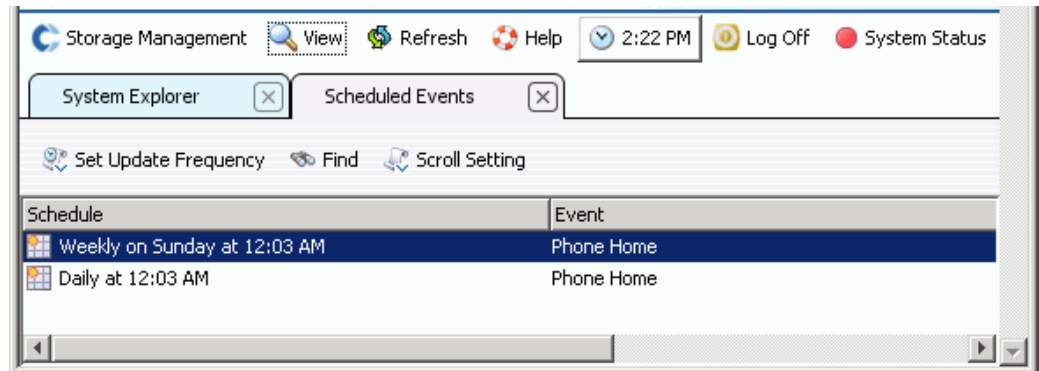 Storage Management View Refresh Help 2:22 PM Log Off System Status
System Explorer Scheduled Events
Set Update Frequency Find Scroll Setting
Schedule Event
Weekly on Sunday at 12:03 AM Phone Home
Daily at 12:03 AM Phone Home